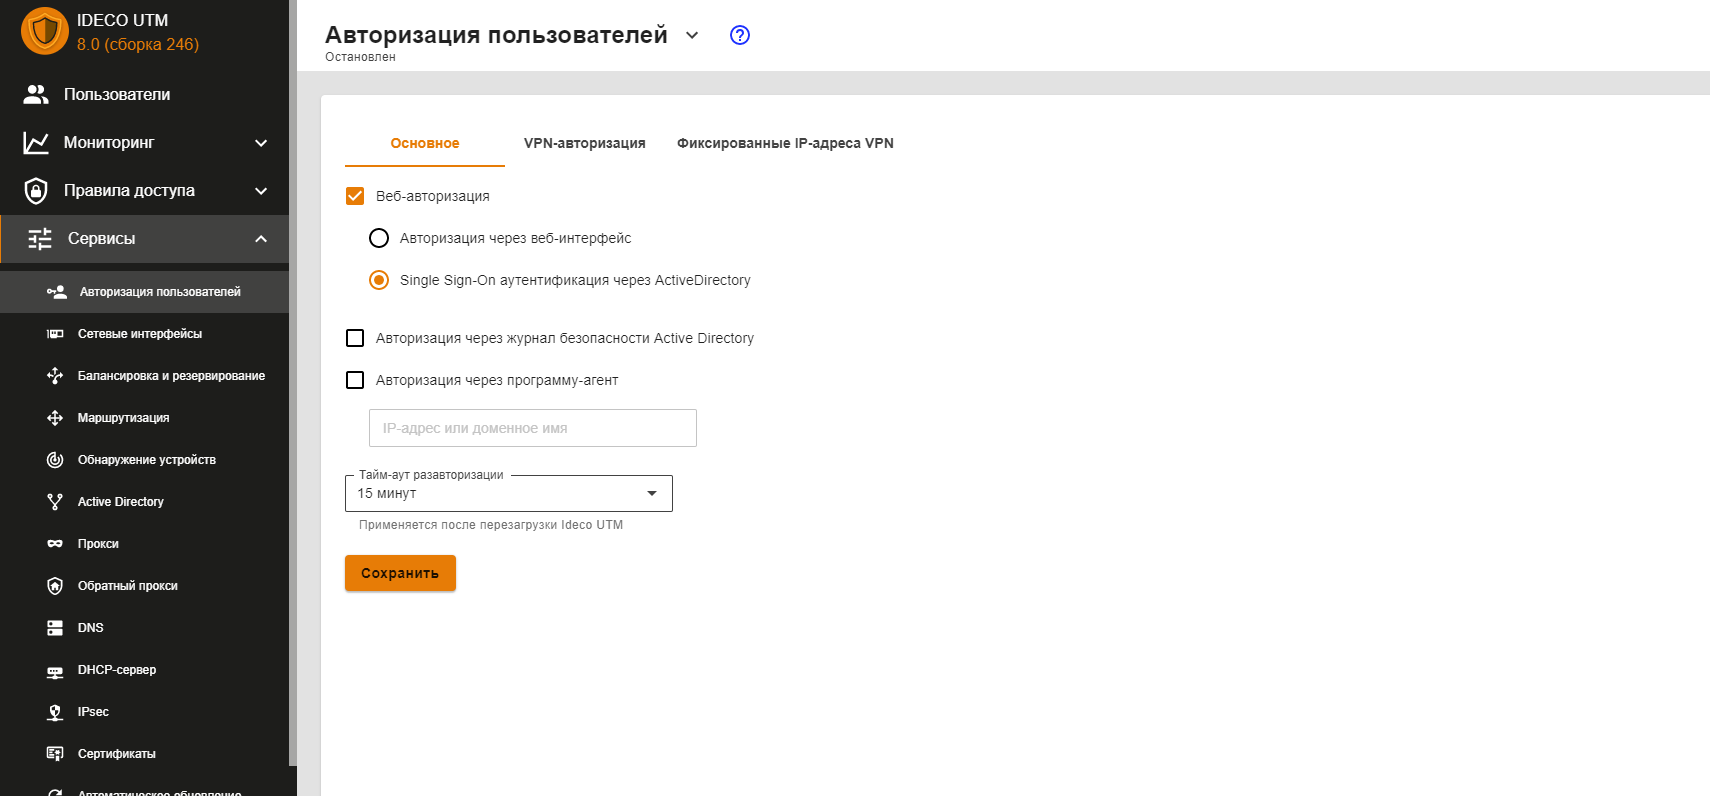 IDECO UTM
8.0 (сборка 246)
Пользователи
Мониторинг
Правила доступа
Сервисы
Авторизация пользователей
Сетевые интерфейсы
Балансировка и резервирование
Маршрутизация
Обнаружение устройств
Active Directory
Прокси
Обратный прокси
DNS
DHCP-сервер
IPsec
Сертификаты
Автоматическое обновление
Авторизация пользователей
Остановлен
Основное VPN-авторизация Фиксированные IP-адреса VPN
Веб-авторизация
Авторизация через веб-интерфейс
Single Sign-On аутентификация через ActiveDirectory
Авторизация через журнал безопасности Active Directory
Авторизация через программу-агент
IP-адрес или доменное имя
Тайм-аут разавторизации
15 минут
Применяется после перезагрузки Ideco UTM
Сохранить